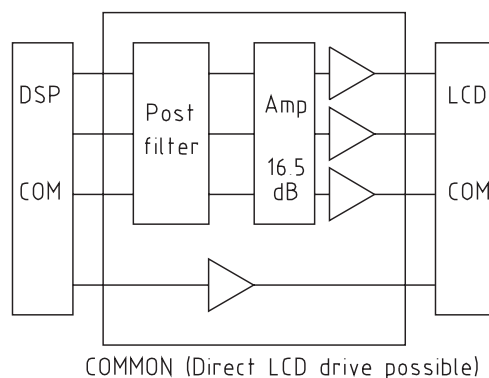 DSP
COM
Post
filter
Amp
16.5
dB
LCD
COM
COMMON (Direct LCD drive possible)